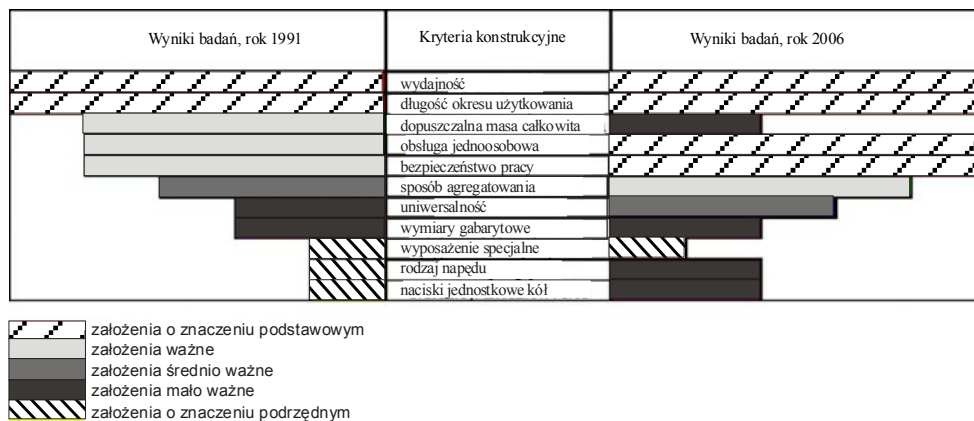 Wyniki badań, rok 1991
Kryteria konstrukcyjne
Wyniki badań, rok 2006
wydajność
długość okresu użytkowania
dopuszczalna masa całkowita
obsługa jednoosobowa
bezpieczeństwo pracy
sposób agregatowania
uniwersalność
wymiary gabarytowe
wyposażenie specjalne
rodzaj napędu
naciski jednostkowe kół
założenia o znaczeniu podstawowym
założenia ważne
założenia średnio ważne
założenia mało ważne
założenia o znaczeniu podrzędnym